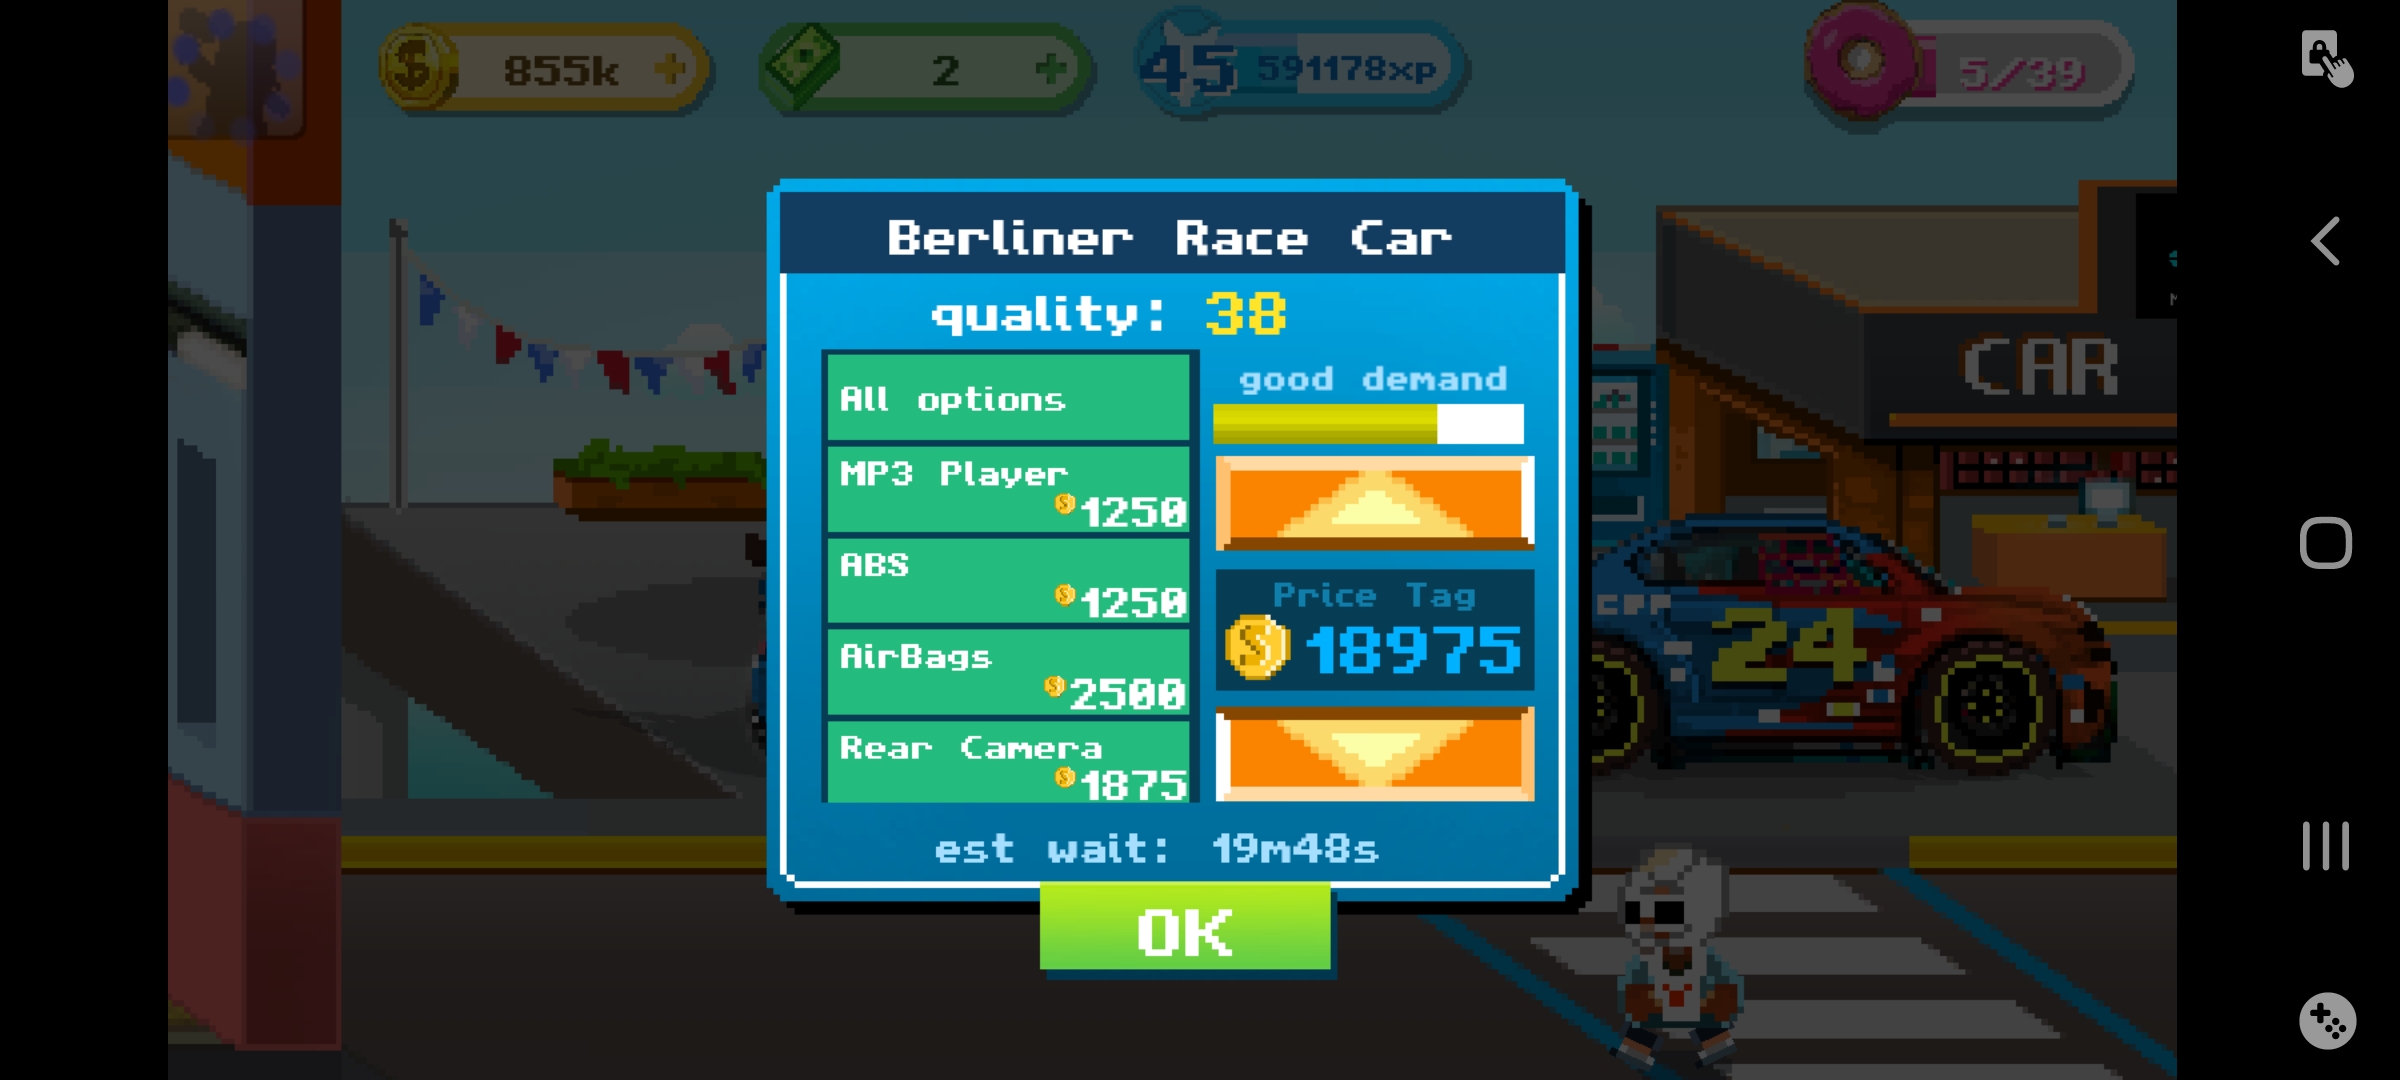 855k
2
45 591178xp
5/39
Berliner Race Car
quality: 38
All options
MP3 Player
1250
ABS
1250
AirBags
2500
Rear Camera
1875
good demand
Price Tag
18975
est wait: 19m48s
OK
CAR
24